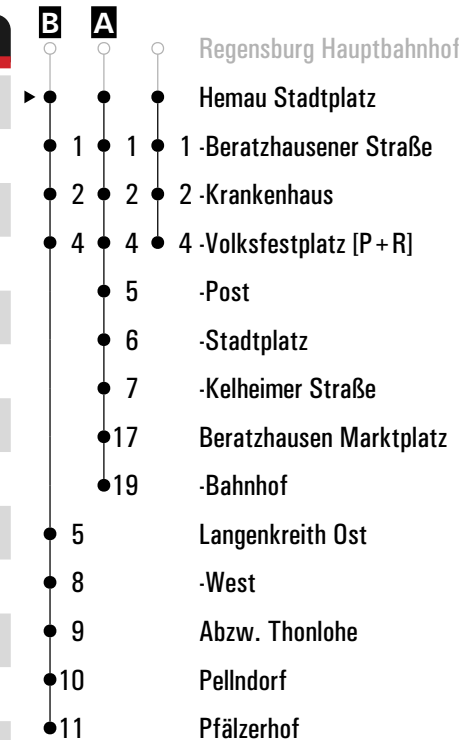 B A
Regensburg Hauptbahnhof
Hemau Stadtplatz
1 1 1 -Beratzhausener Straße
2 2 2 -Krankenhaus
4 4 4 -Volksfestplatz [P+R]
5 -Post
6 -Stadtplatz
7 -Kelheimer Straße
17 Beratzhausen Marktplatz
19 -Bahnhof
5 Langenkreith Ost
8 -West
9 Abzw. Thonlohe
10 Pellndorf
11 Pfälzerhof